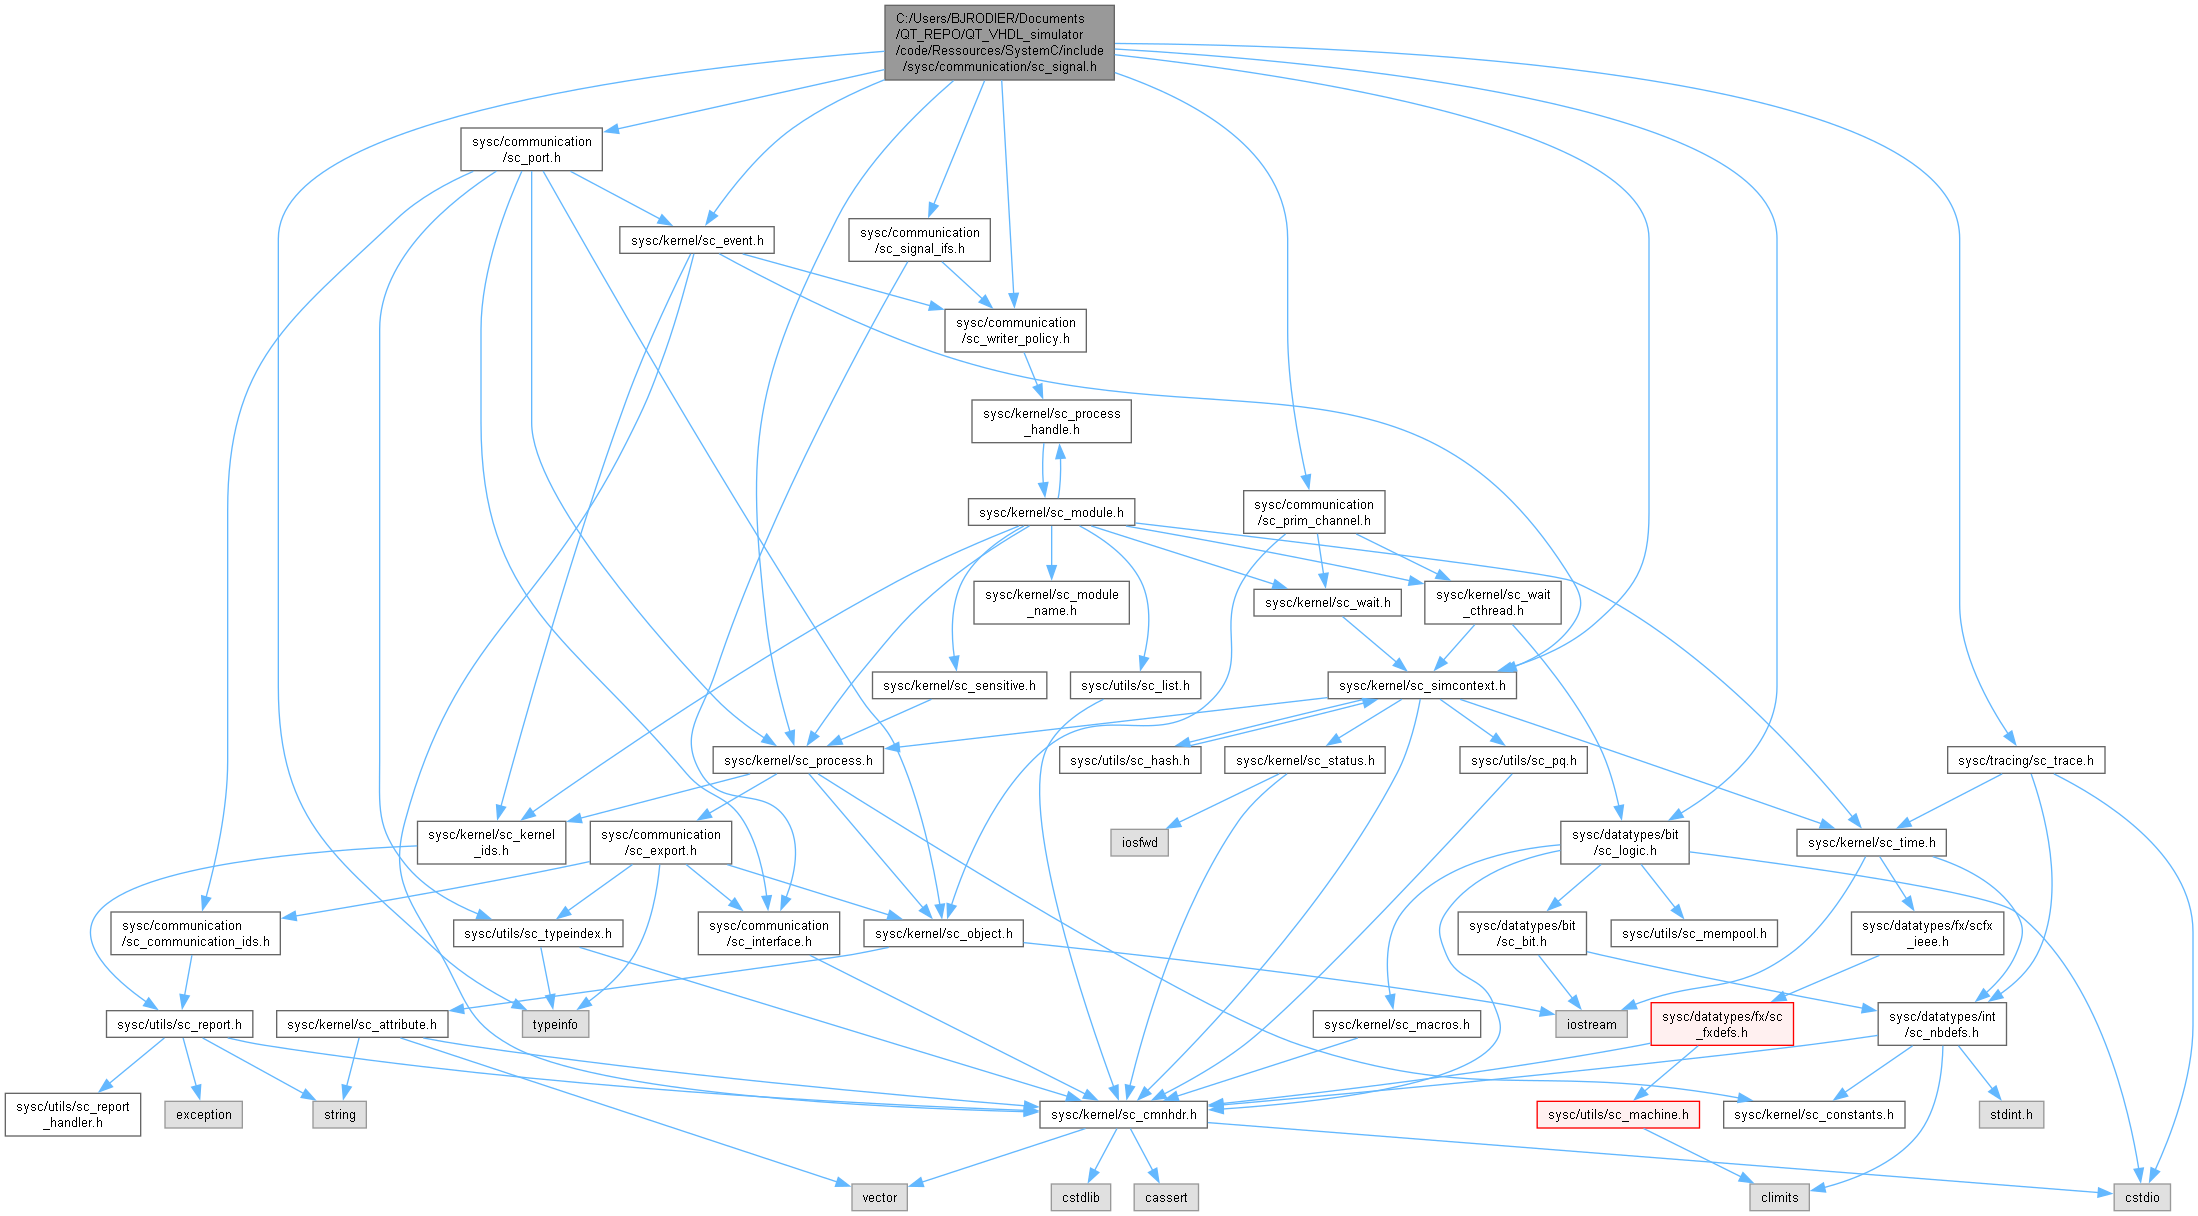 C:/Users/BJRODIER/Documents
/QT_REPO/QT_VHDL_simulator
/code/Ressources/SystemC/include
/sysc/communication/sc_signal.h
sysc/communication
/sc_port.h
sysc/kernel/sc_event.h
sysc/communication
/sc_signal_ifs.h
sysc/communication
/sc_writer_policy.h
sysc/kernel/sc_process
_handle.h
sysc/kernel/sc_module.h
sysc/communication
/sc_prim_channel.h
sysc/kernel/sc_module
_name.h
sysc/kernel/sc_wait.h
sysc/kernel/sc_wait
_cthread.h
sysc/kernel/sc_sensitive.h
sysc/utils/sc_list.h
sysc/kernel/sc_simcontext.h
sysc/kernel/sc_process.h
sysc/utils/sc_hash.h
sysc/kernel/sc_status.h
sysc/utils/sc_pq.h
sysc/tracing/sc_trace.h
sysc/kernel/sc_kernel
_ids.h
sysc/communication
/sc_export.h
iosfwd
sysc/datatypes/bit
/sc_logic.h
sysc/kernel/sc_time.h
sysc/communication
/sc_communication_ids.h
sysc/utils/sc_typeindex.h
sysc/communication
/sc_interface.h
sysc/kernel/sc_object.h
sysc/datatypes/bit
/sc_bit.h
sysc/utils/sc_mempool.h
sysc/datatypes/fx/scfx
_ieee.h
sysc/utils/sc_report.h
sysc/kernel/sc_attribute.h
typeinfo
sysc/kernel/sc_macros.h
iostream
sysc/datatypes/fx/sc
_fxdefs.h
sysc/datatypes/int
/sc_nbdefs.h
sysc/utils/sc_report
_handler.h
exception
string
sysc/kernel/sc_cmnhdr.h
sysc/utils/sc_machine.h
sysc/kernel/sc_constants.h
stdint.h
vector
cstdlib
cassert
climits
cstdio